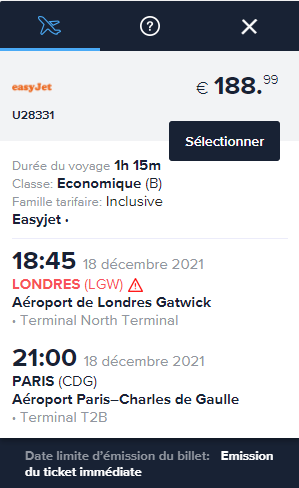 easyJet
€ 188.99
U28331
Sélectionner
Durée du voyage 1h 15m
Classe: Economique (B)
Famille tarifaire: Inclusive
Easyjet •
18:45 18 décembre 2021
LONDRES (LGW)
Aéroport de Londres Gatwick
• Terminal North Terminal
21:00 18 décembre 2021
PARIS (CDG)
Aéroport Paris–Charles de Gaulle
• Terminal T2B
Date limite d'émission du billet: Emission
du ticket immédiate